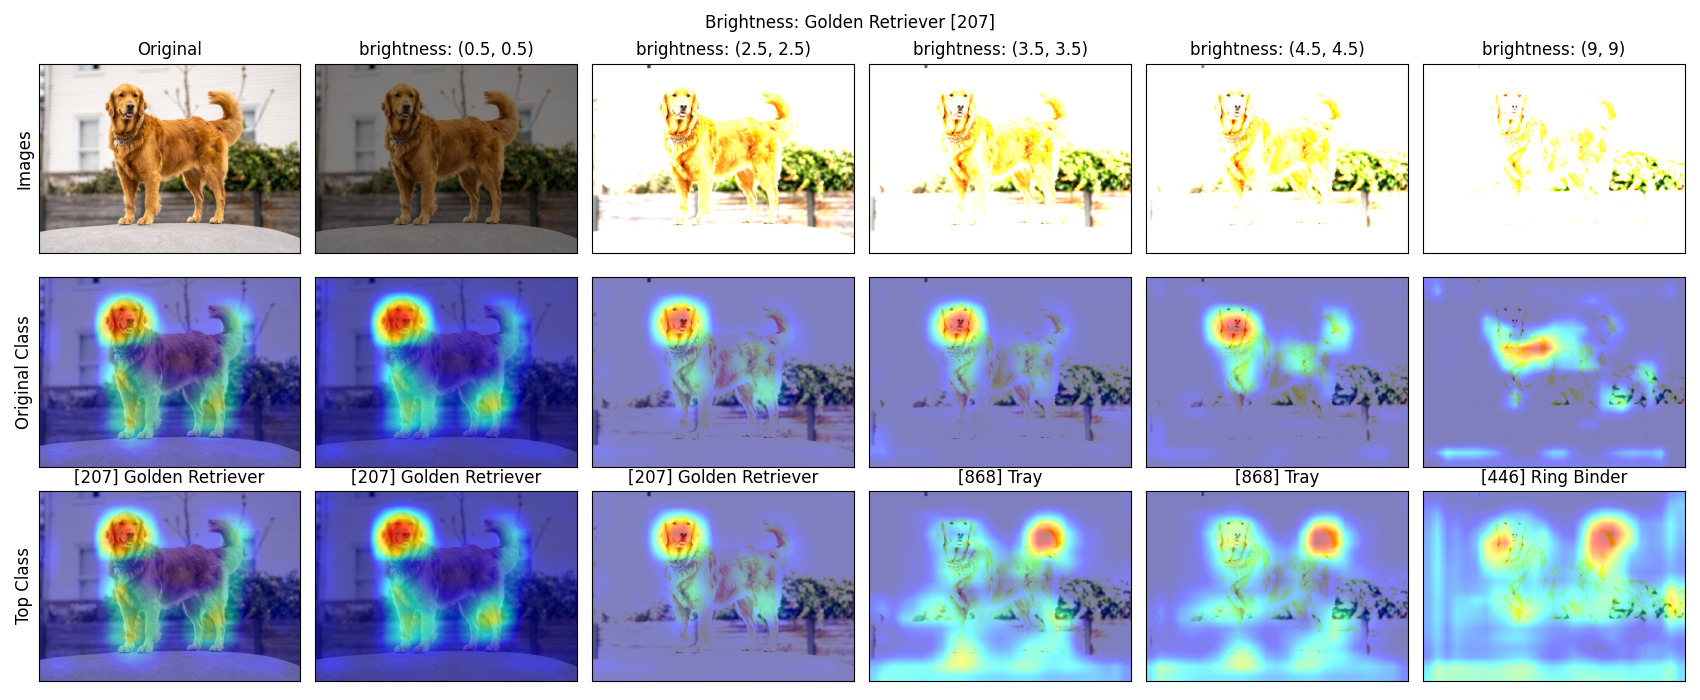 Brightness: Golden Retriever [207]
Original
brightness: (0.5, 0.5)
brightness: (2.5, 2.5)
brightness: (3.5, 3.5)
brightness: (4.5, 4.5)
brightness: (9, 9)
Images
Original Class
[207] Golden Retriever
[207] Golden Retriever
[207] Golden Retriever
[868] Tray
[868] Tray
[446] Ring Binder
Top Class